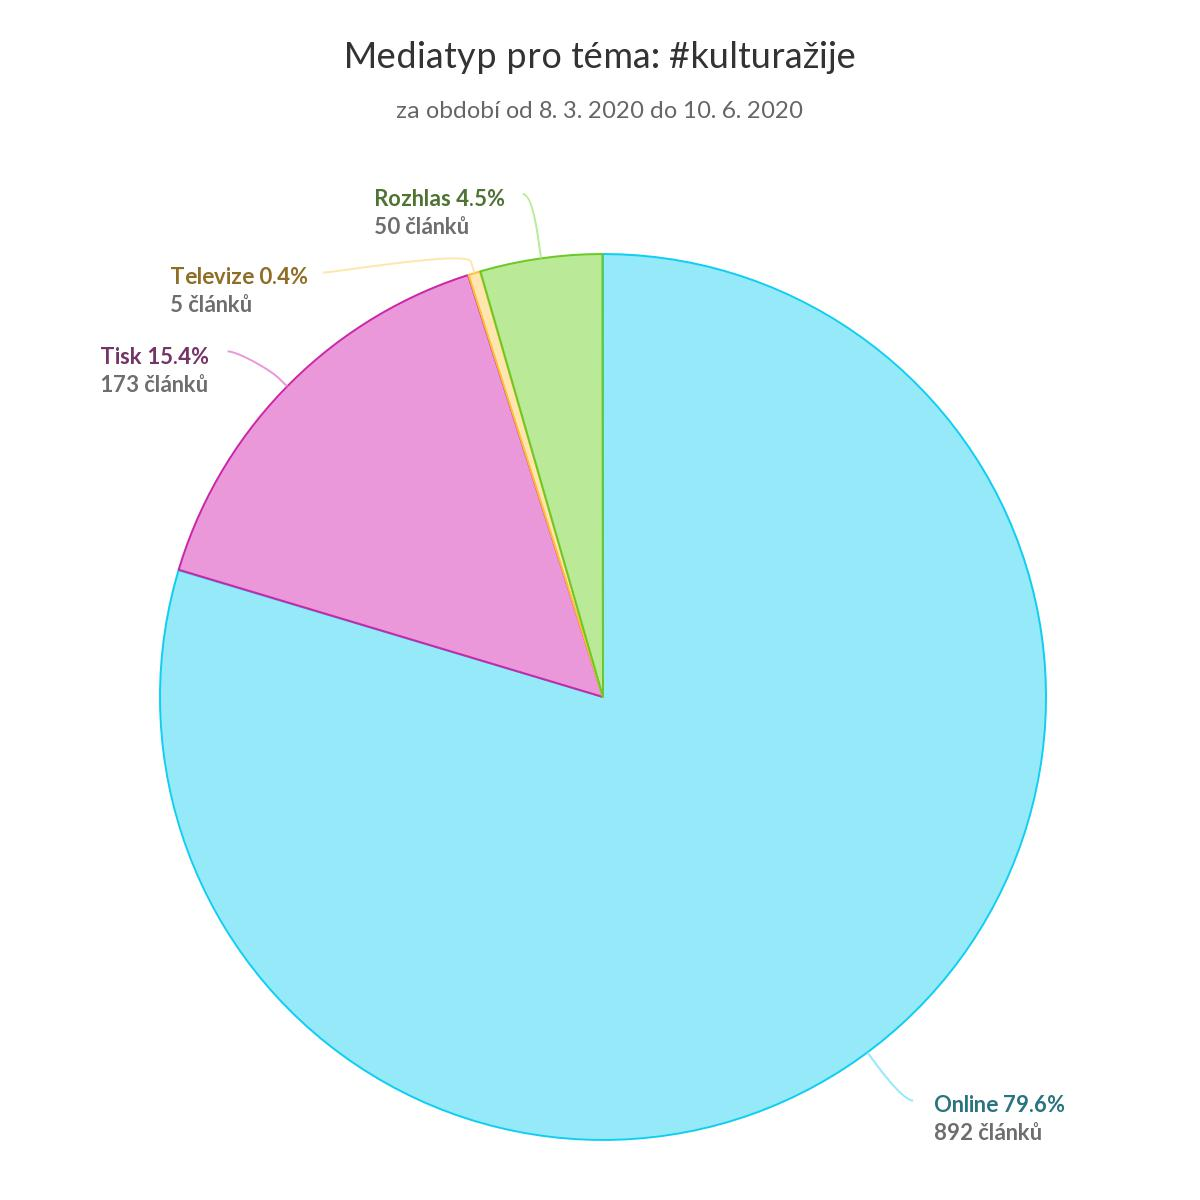 Mediatyp pro téma: #kulturažije
za období od 8. 3. 2020 do 10. 6. 2020
Rozhlas 4.5%
50 článků
Televize 0.4%
5 článků
Tisk 15.4%
173 článků
Online 79.6%
892 článků